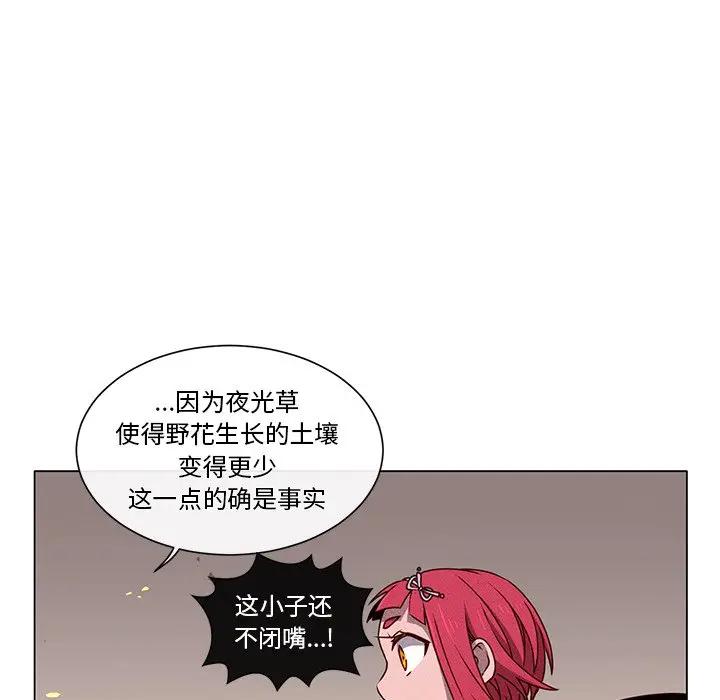 ...因为夜光草
使得野花生长的土壤
变得更少
这一点的确是事实
这小子还
不闭嘴...!